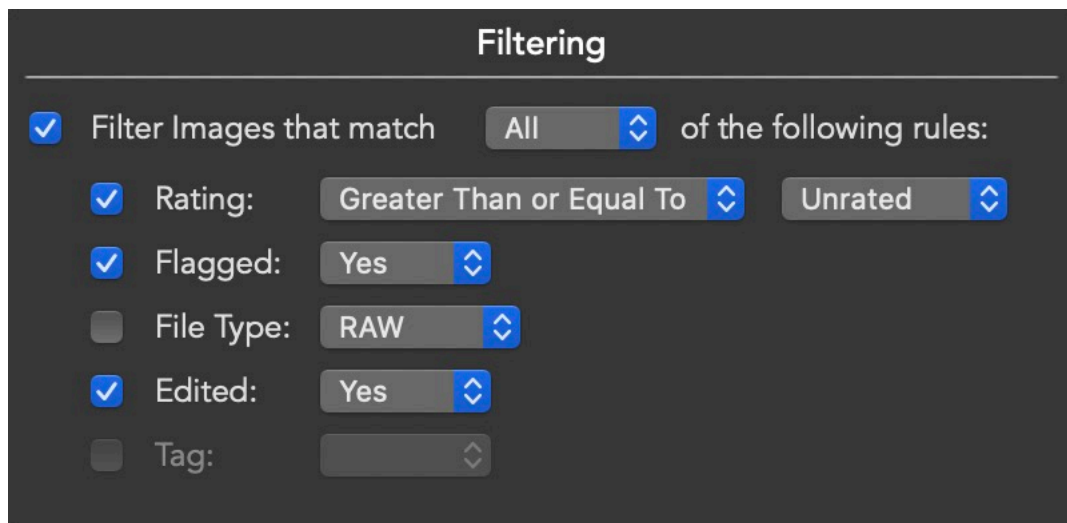 Filtering
Filter Images that match All of the following rules:
Rating: Greater Than or Equal To Unrated
Flagged: Yes
File Type: RAW
Edited: Yes
Tag: